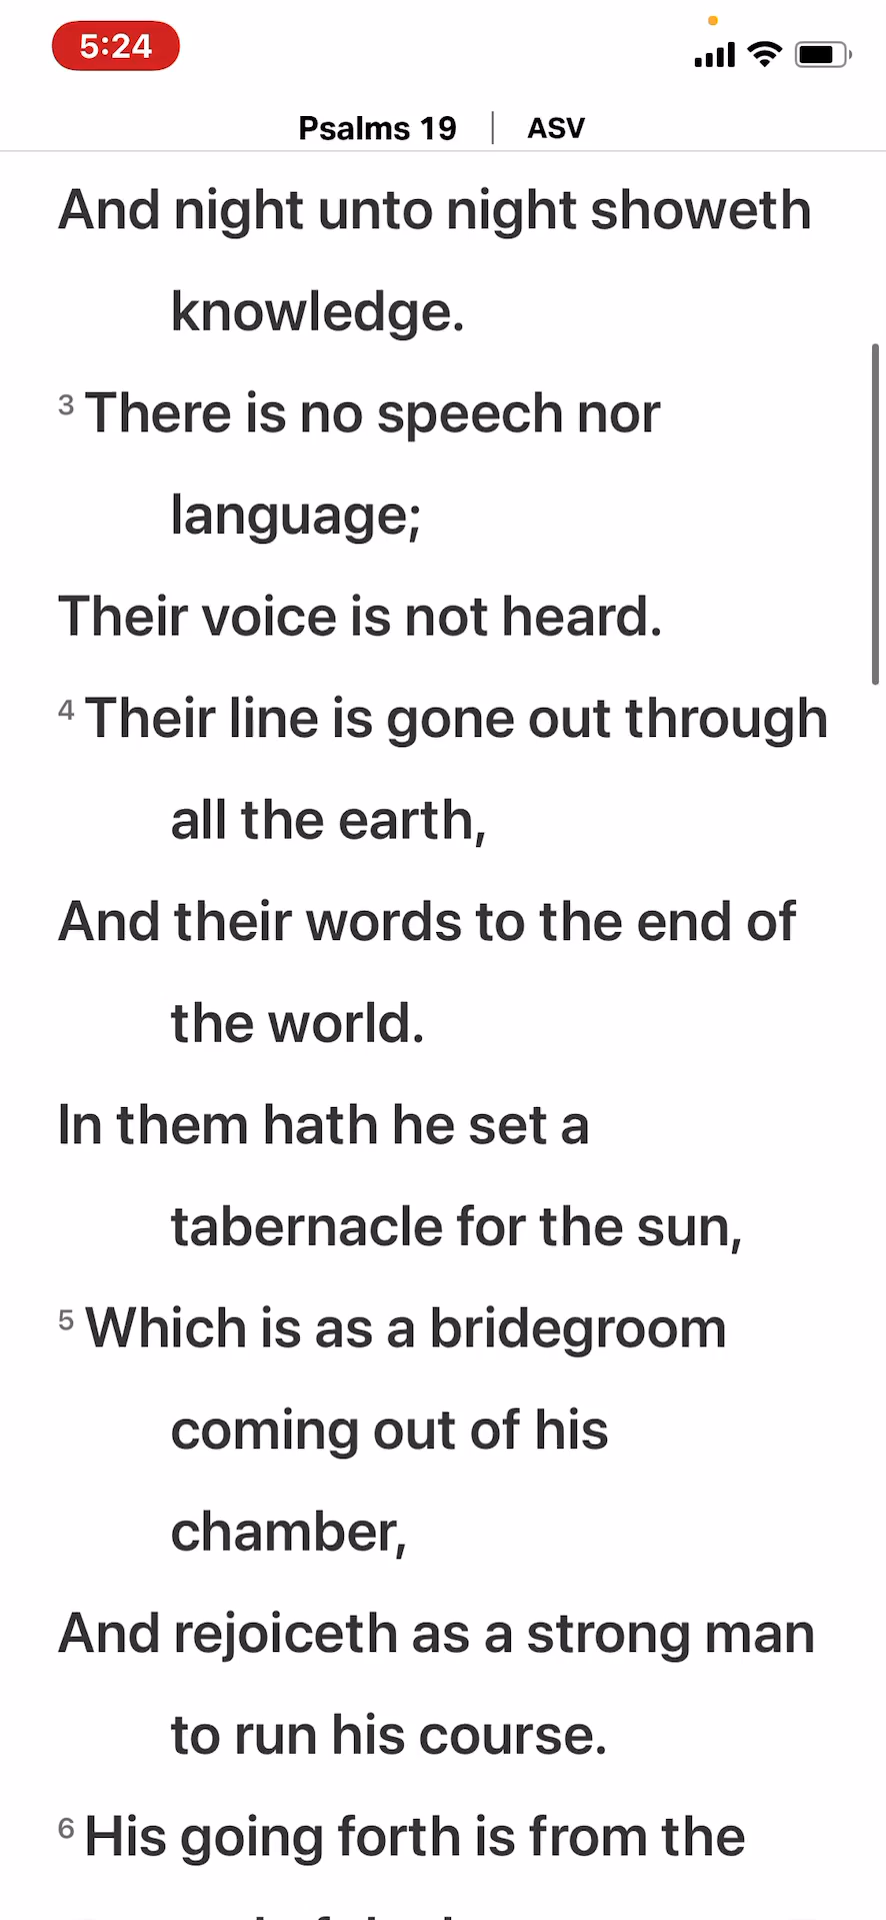 5:24
Psalms 19 | ASV
And night unto night showeth
knowledge.
3 There is no speech nor
language;
Their voice is not heard.
4 Their line is gone out through
all the earth,
And their words to the end of
the world.
In them hath he set a
tabernacle for the sun,
5 Which is as a bridegroom
coming out of his
chamber,
And rejoiceth as a strong man
to run his course.
6 His going forth is from the